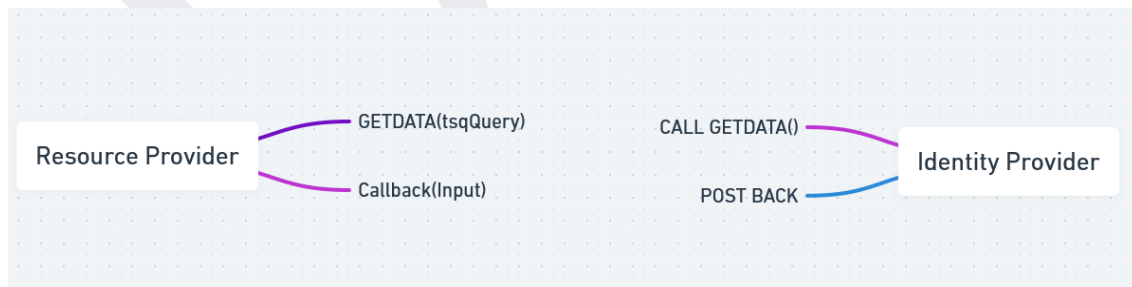 GETDATA(tsqQuery)
Resource Provider
Callback(Input)
CALL GETDATA()
Identity Provider
POST BACK